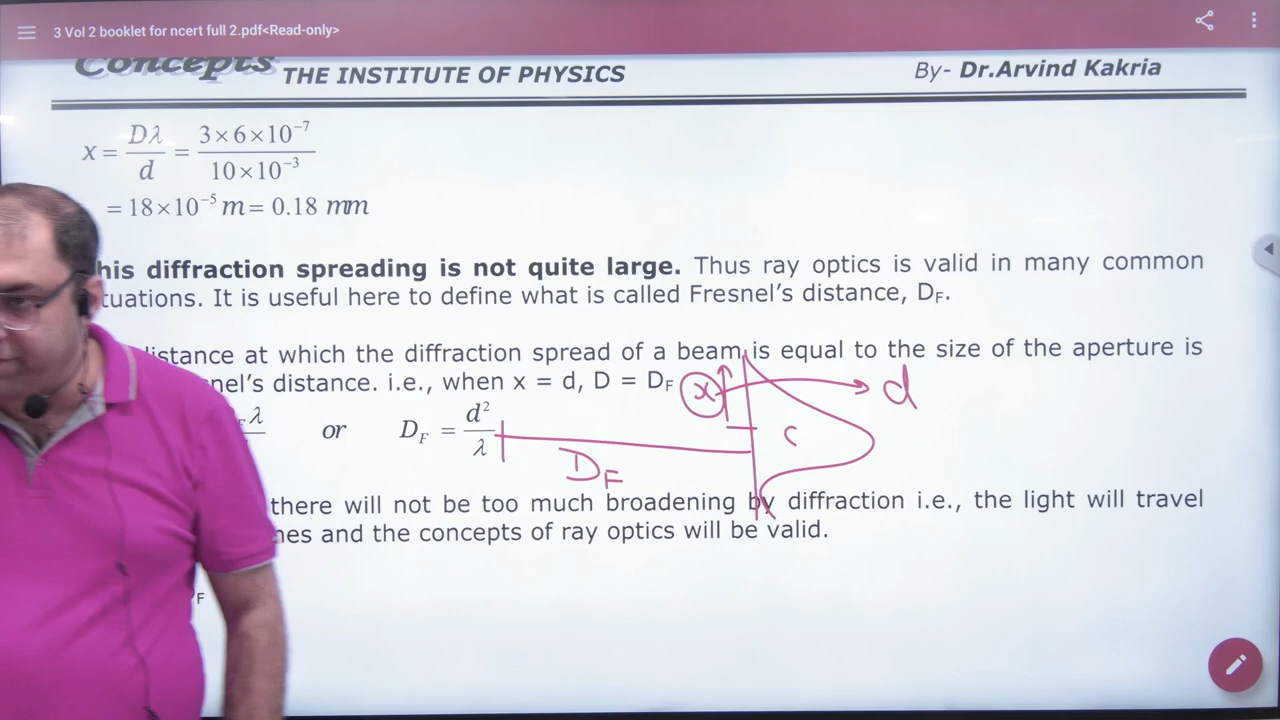 3 Vol 2 booklet for ncert full 2.pdf<Read-only>
Concepts THE INSTITUTE OF PHYSICS By- Dr.Arvind Kakria
x = Dλ/d = 3×6×10⁻⁷/10×10⁻³
= 18×10⁻⁵ m = 0.18 mm
his diffraction spreading is not quite large. Thus ray optics is valid in many common
tuations. It is useful here to define what is called Fresnel's distance, DF.
distance at which the diffraction spread of a beam is equal to the size of the aperture is
nel's distance. i.e., when x = d, D = DF
x d
F λ or DF = d²/λ
DF
there will not be too much broadening by diffraction i.e., the light will travel
nes and the concepts of ray optics will be valid.
F